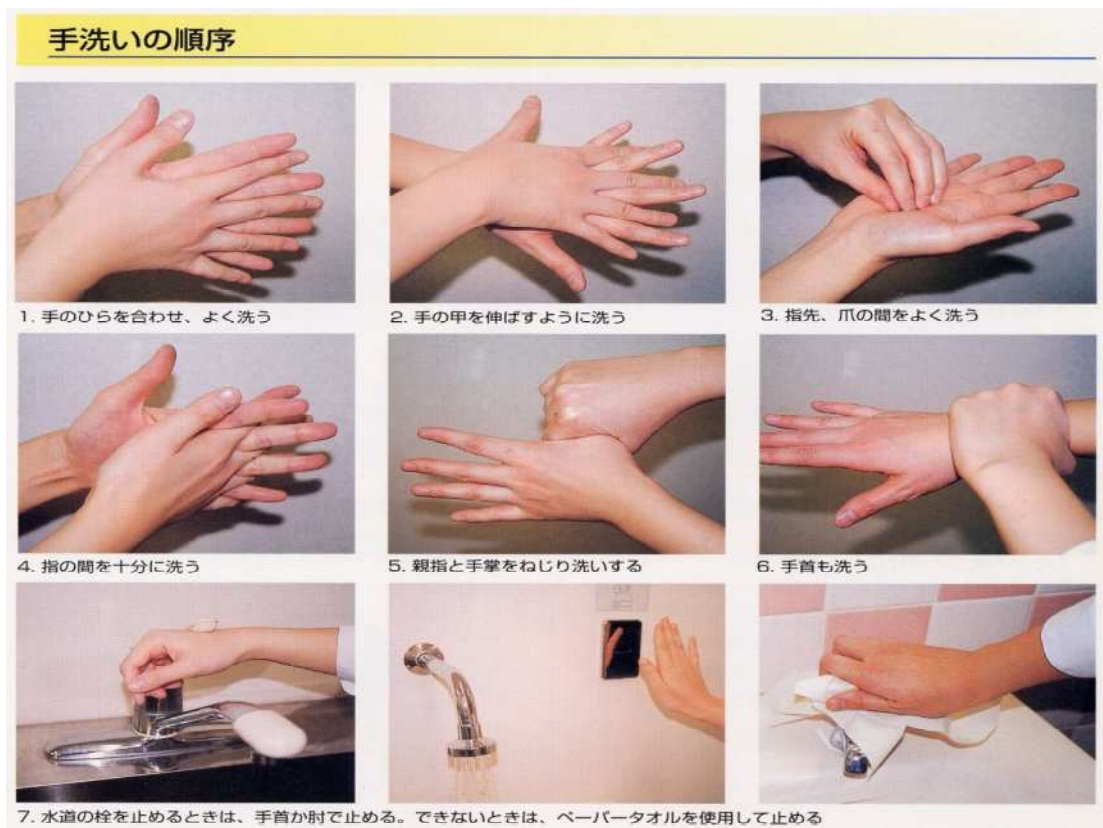 手洗いの順序
1. 手のひらを合わせ、よく洗う
2. 手の甲を伸ばすように洗う
3. 指先、爪の間をよく洗う
4. 指の間を十分に洗う
5. 親指と手掌をねじり洗いする
6. 手首も洗う
7. 水道の栓を止めるときは、手首か肘で止める。できないときは、ペーパータオルを使用して止める